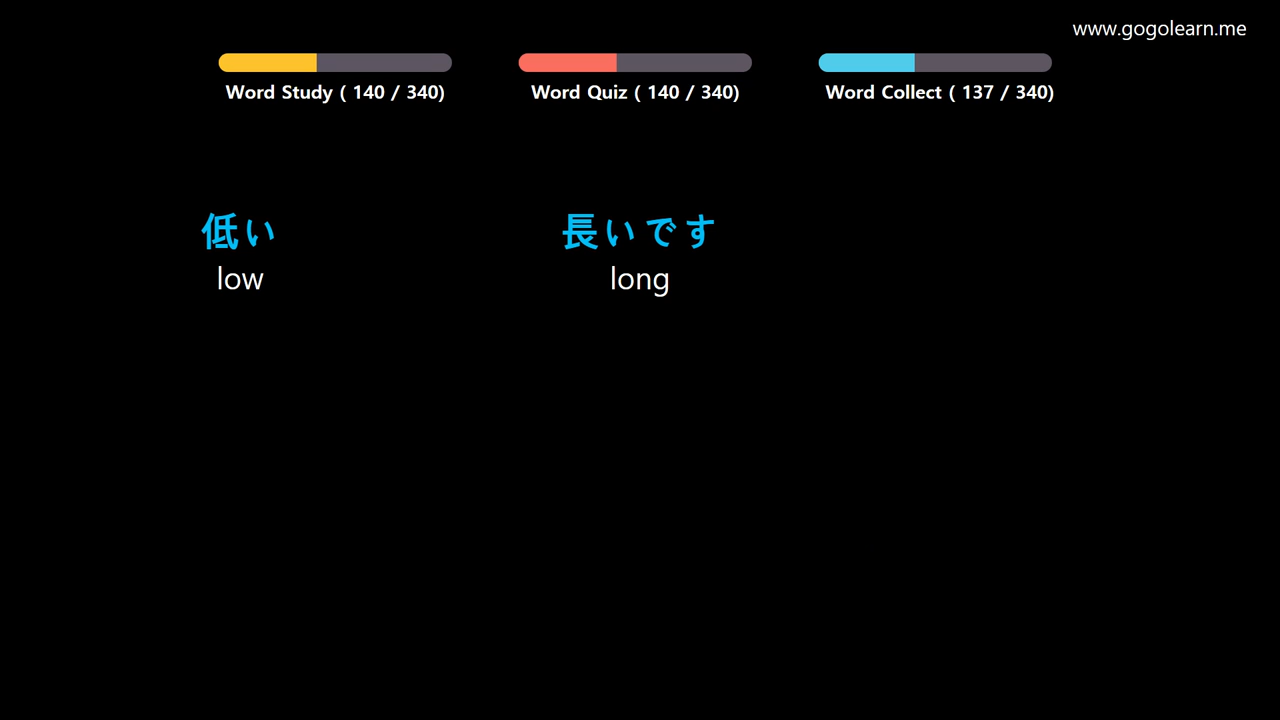 www.gogolearn.me
Word Study ( 140 / 340)
Word Quiz ( 140 / 340)
Word Collect ( 137 / 340)
低い
low
長いです
long